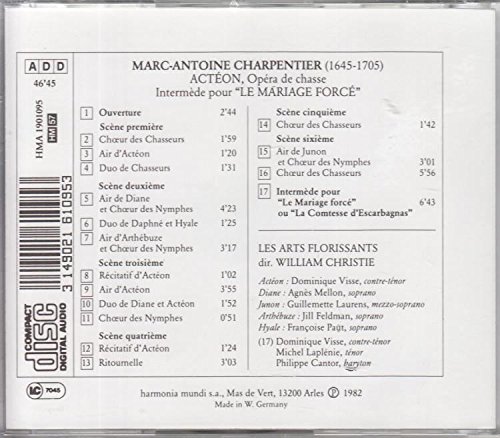 ADD
46'45
HMA 1901095
HM 57
3 149021 610953
COMPACT
disc
DIGITAL AUDIO
LC 7045
MARC-ANTOINE CHARPENTIER (1645-1705)
ACTÉON, Opéra de chasse
Intermède pour "LE MARIAGE FORCÉ"
1 Ouverture 2'44
Scène première
2 Chœur des Chasseurs 1'59
3 Air d'Actéon 1'20
4 Duo de Chasseurs 1'31
Scène deuxième
5 Air de Diane
et Chœur des Nymphes 4'23
6 Duo de Daphné et Hyale 1'25
7 Air d'Arthébuze
et Chœur des Nymphes 3'17
Scène troisième
8 Récitatif d'Actéon 1'02
9 Air d'Actéon 3'55
10 Duo de Diane et Actéon 1'52
11 Chœur des Nymphes 0'51
Scène quatrième
12 Récitatif d'Actéon 1'24
13 Ritournelle 3'03
Scène cinquième
14 Chœur des Chasseurs 1'42
Scène sixième
15 Air de Junon
et Chœur des Nymphes 3'01
16 Chœur des Chasseurs 5'56
17 Intermède pour
"Le Mariage forcé" 6'43
ou "La Comtesse d'Escarbagnas"
LES ARTS FLORISSANTS
dir. WILLIAM CHRISTIE
Actéon : Dominique Visse, contre-ténor
Diane : Agnès Mellon, soprano
Junon : Guillemette Laurens, mezzo-soprano
Arthébuze : Jill Feldman, soprano
Hyale : Françoise Paüt, soprano
(17) Dominique Visse, contre-ténor
Michel Laplénie, ténor
Philippe Cantor, baryton
harmonia mundi s.a., Mas de Vert, 13200 Arles ℗ 1982
Made in W. Germany